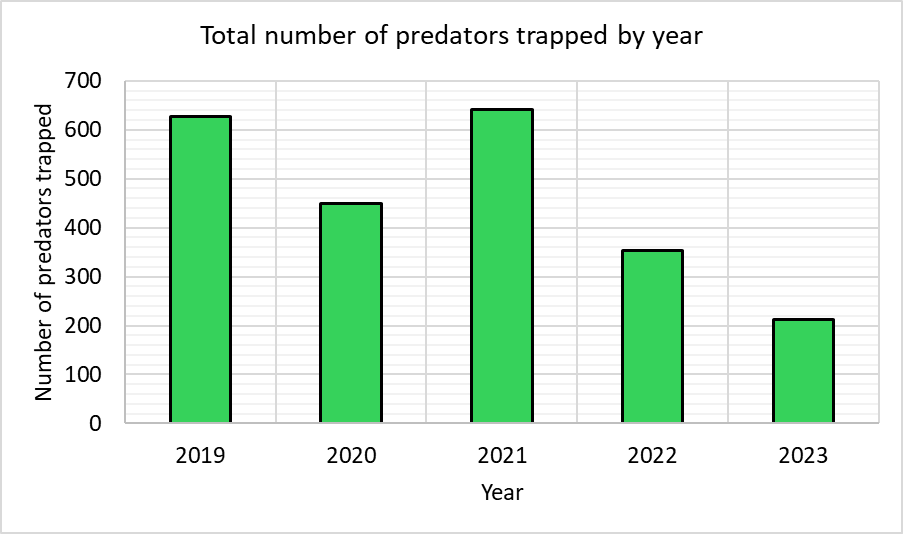 Total number of predators trapped by year
Number of predators trapped
700
600
500
400
300
200
100
0
2019 2020 2021 2022 2023
Year